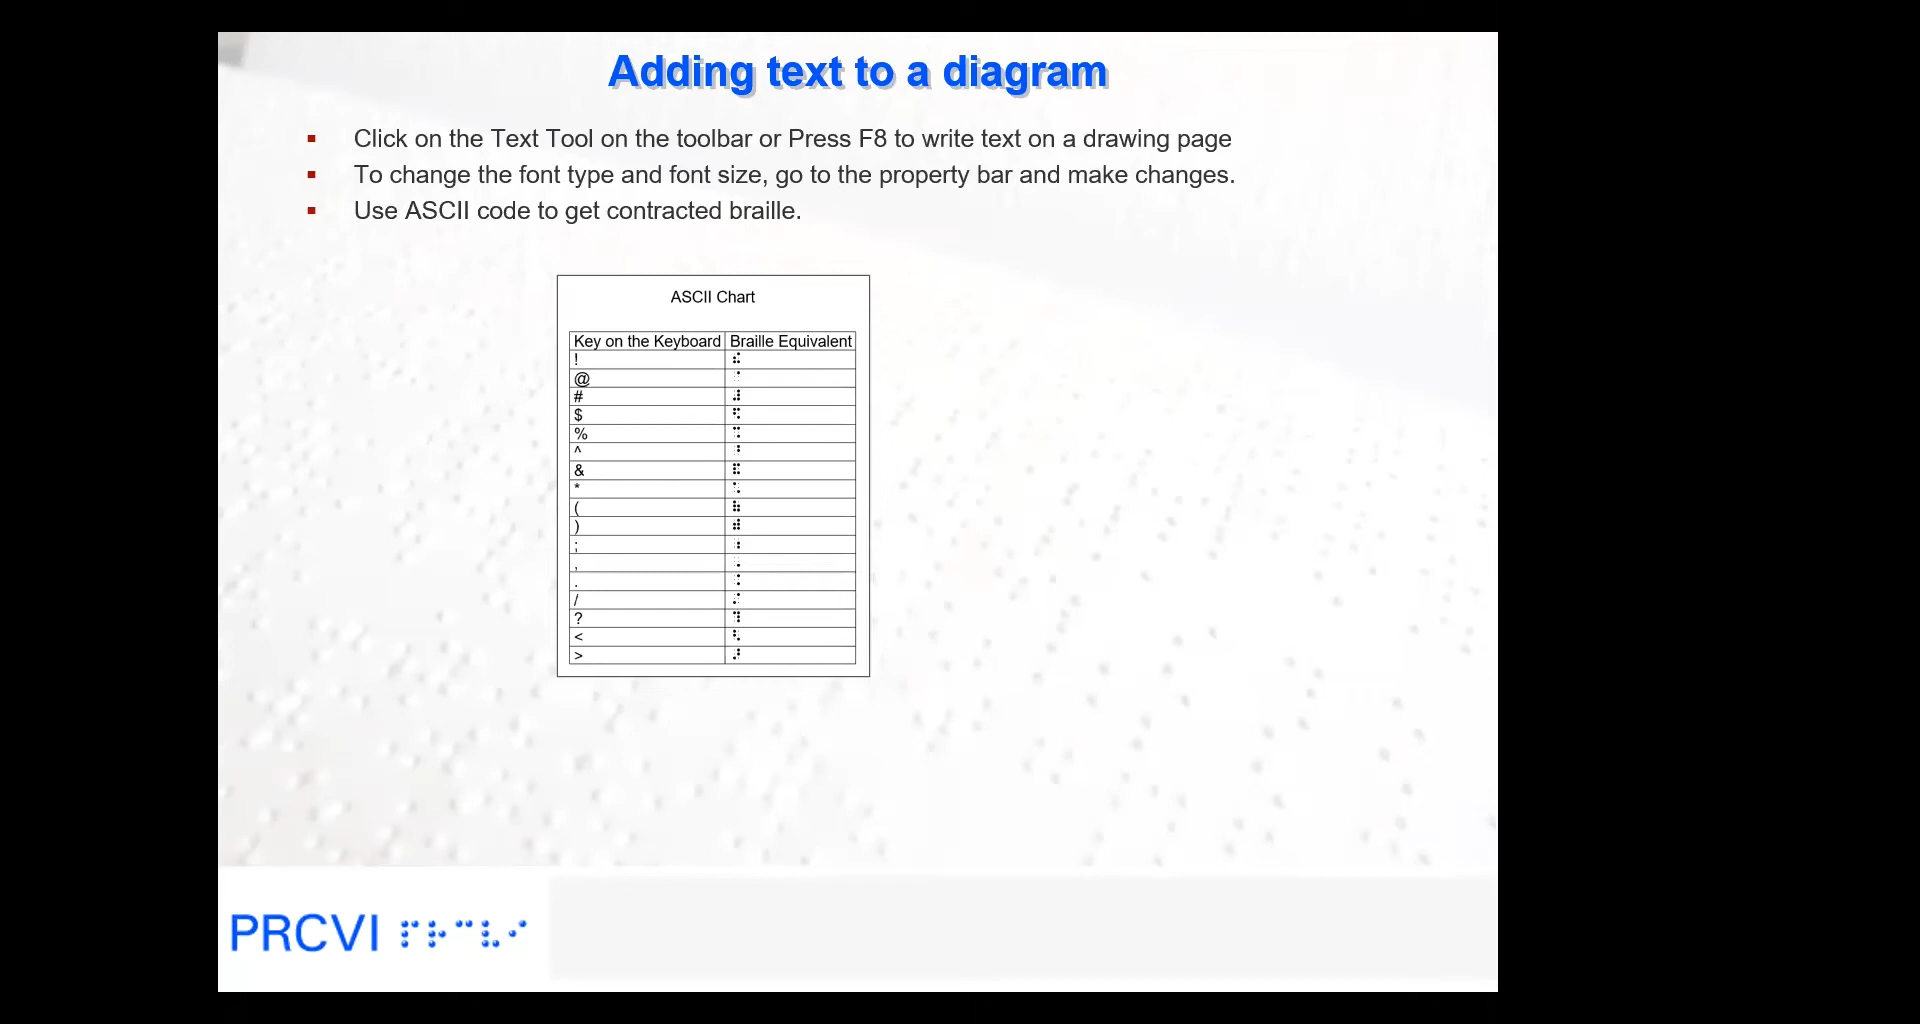 Adding text to a diagram
▪ Click on the Text Tool on the toolbar or Press F8 to write text on a drawing page
▪ To change the font type and font size, go to the property bar and make changes.
▪ Use ASCII code to get contracted braille.
ASCII Chart
Key on the Keyboard Braille Equivalent
! ⠮
@ ⠈
# ⠼
$ ⠫
% ⠩
^ ⠘
& ⠯
* ⠡
( ⠷
) ⠾
; ⠰
, ⠠
. ⠨
/ ⠌
? ⠹
< ⠣
> ⠜
PRCVI ⠏⠗⠉⠧⠊